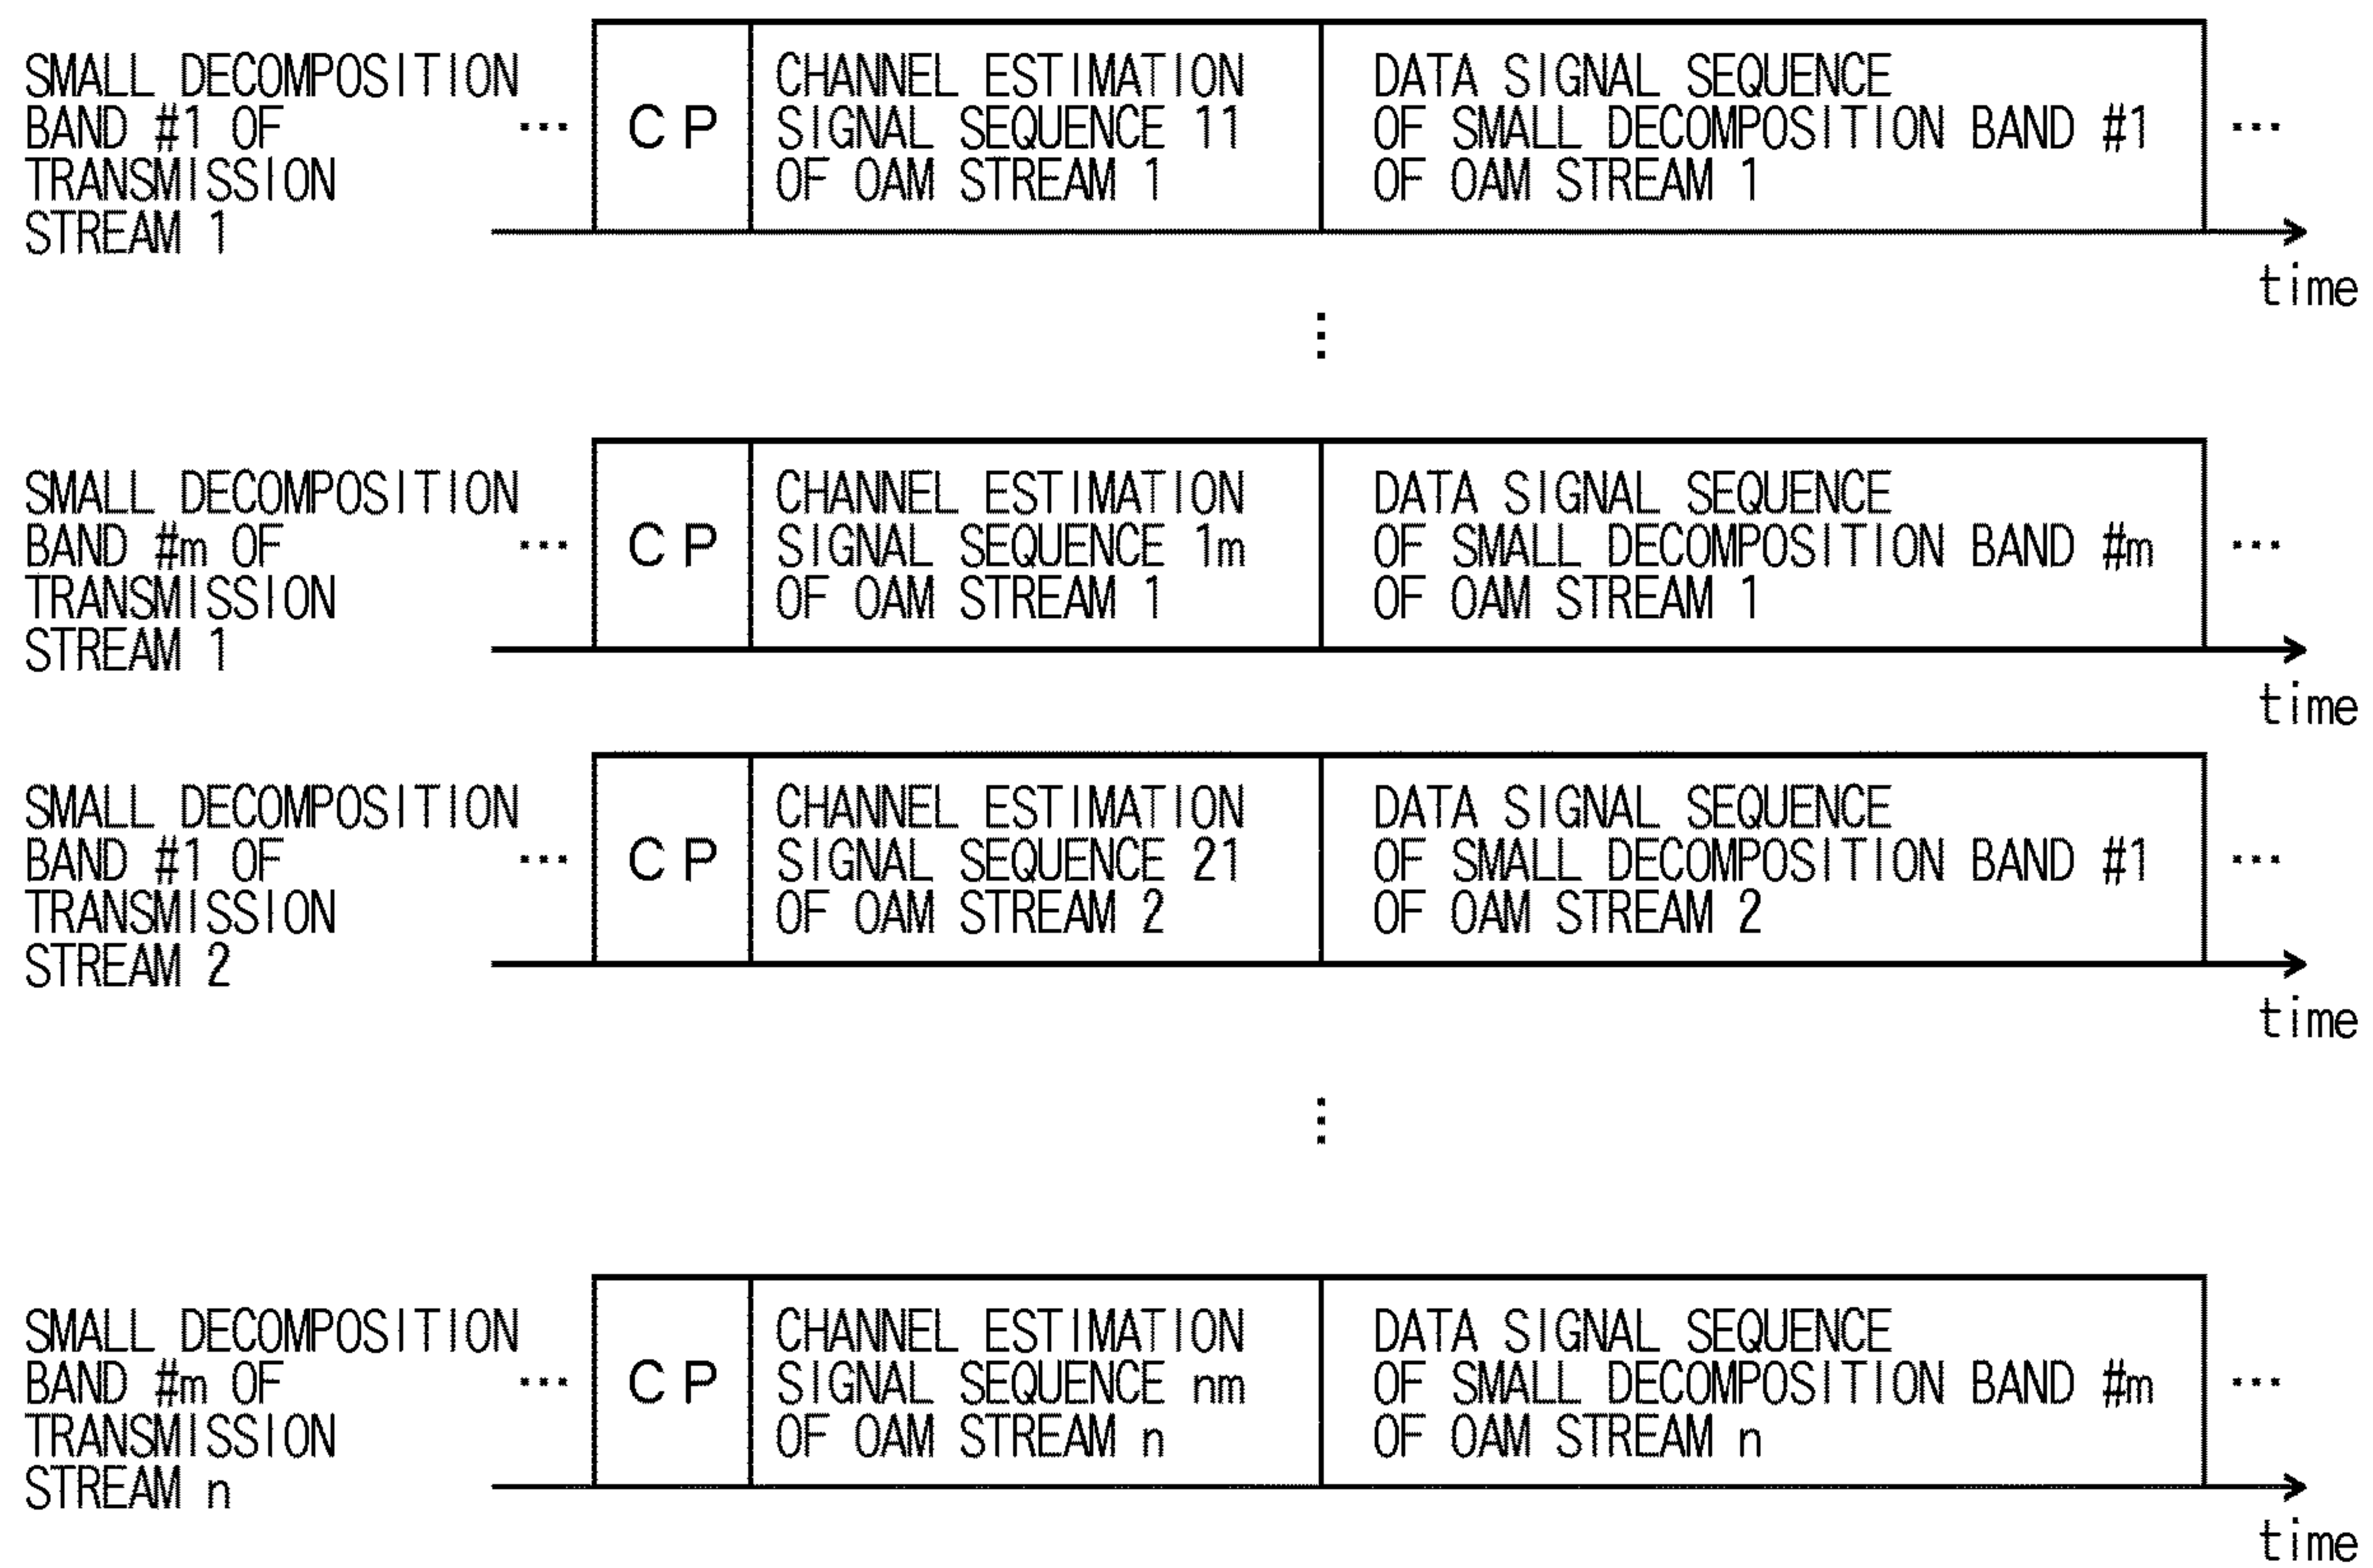 SMALL DECOMPOSITION
BAND #1 OF
TRANSMISSION
STREAM 1
...
CP
CHANNEL ESTIMATION
SIGNAL SEQUENCE 11
OF OAM STREAM 1
DATA SIGNAL SEQUENCE
OF SMALL DECOMPOSITION BAND #1
OF OAM STREAM 1
...
time
⋮
SMALL DECOMPOSITION
BAND #m OF
TRANSMISSION
STREAM 1
...
CP
CHANNEL ESTIMATION
SIGNAL SEQUENCE 1m
OF OAM STREAM 1
DATA SIGNAL SEQUENCE
OF SMALL DECOMPOSITION BAND #m
OF OAM STREAM 1
...
time
SMALL DECOMPOSITION
BAND #1 OF
TRANSMISSION
STREAM 2
...
CP
CHANNEL ESTIMATION
SIGNAL SEQUENCE 21
OF OAM STREAM 2
DATA SIGNAL SEQUENCE
OF SMALL DECOMPOSITION BAND #1
OF OAM STREAM 2
...
time
⋮
SMALL DECOMPOSITION
BAND #m OF
TRANSMISSION
STREAM n
...
CP
CHANNEL ESTIMATION
SIGNAL SEQUENCE nm
OF OAM STREAM n
DATA SIGNAL SEQUENCE
OF SMALL DECOMPOSITION BAND #m
OF OAM STREAM n
...
time